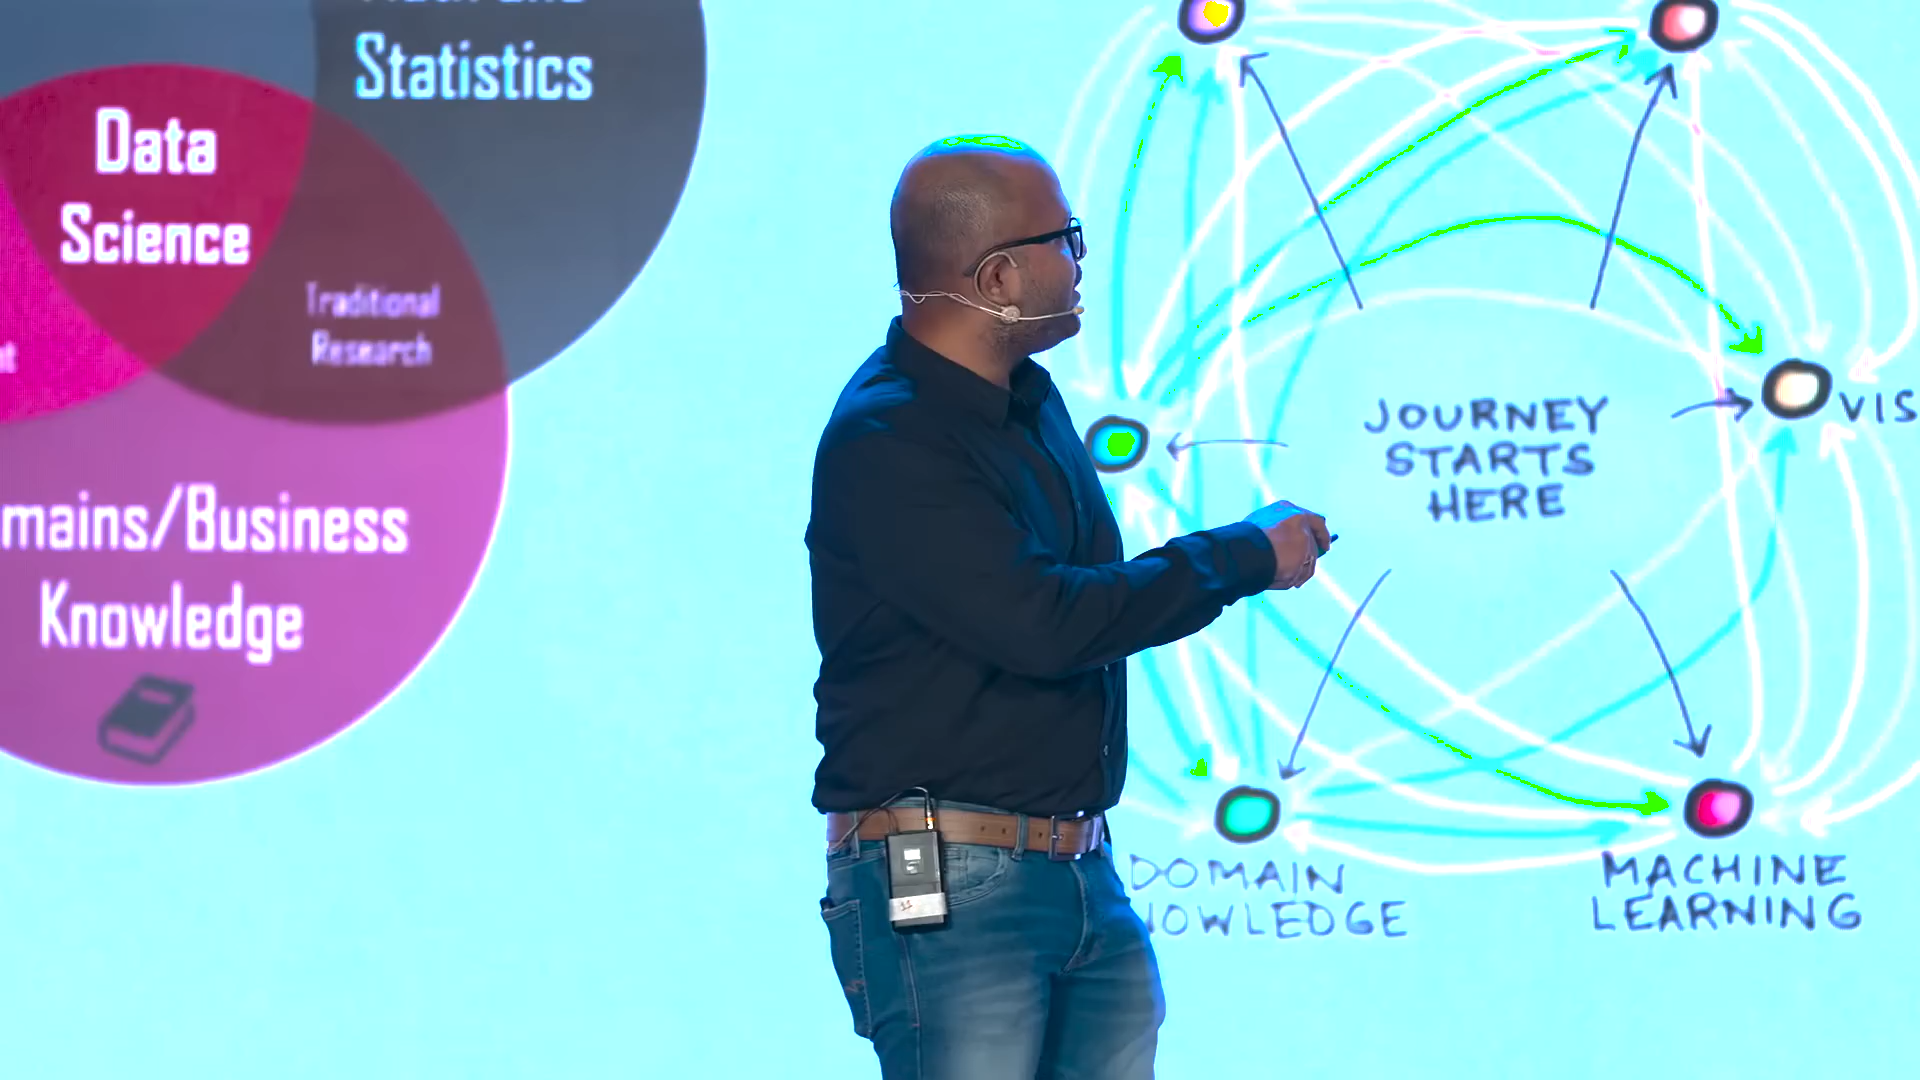 Statistics
Data
Science
Traditional
Research
mains/Business
Knowledge
JOURNEY
STARTS
HERE
VIS
DOMAIN
NOWLEDGE
MACHINE
LEARNING